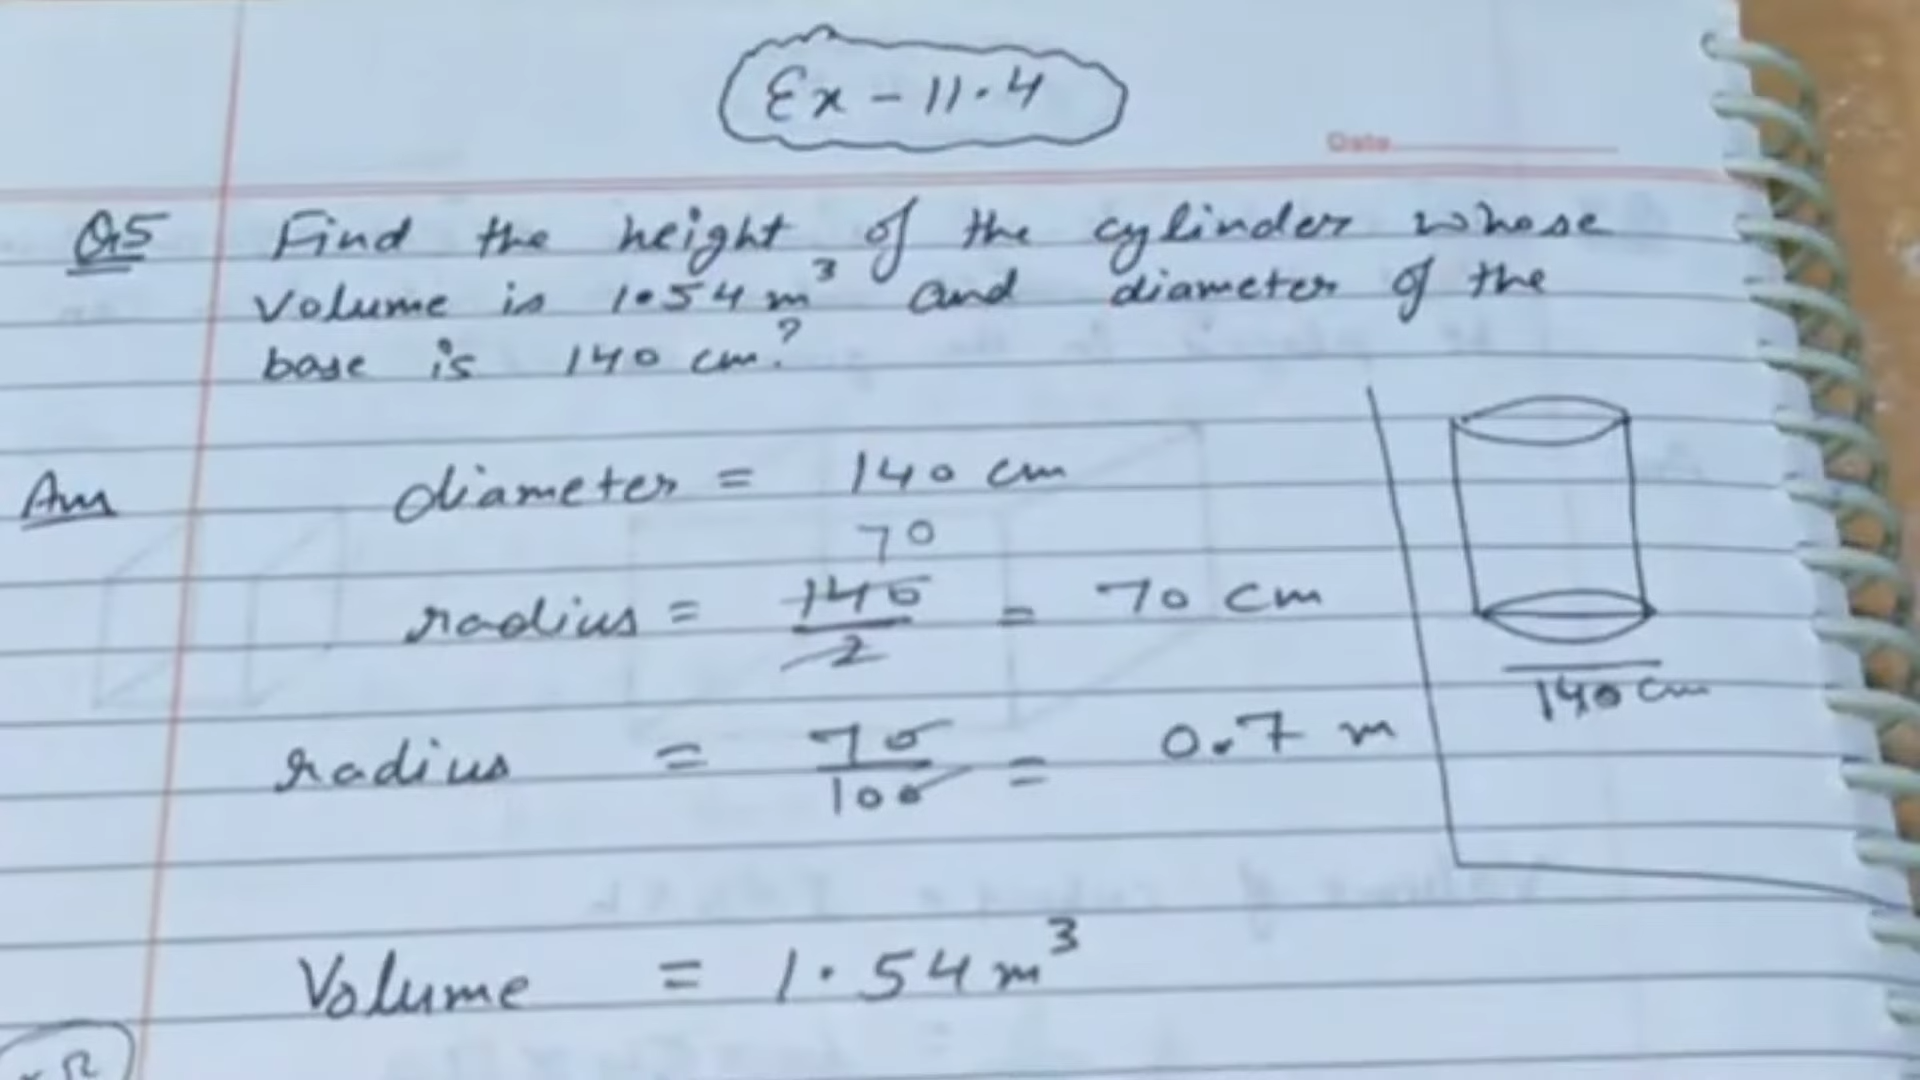 Ex - 11.4
Date
Q5 Find the height of the cylinder whose
volume is 1.54 m³ and diameter of the
base is 140 cm?
Ans diameter = 140 cm
70
radius = 140/2 = 70 cm
140 cm
radius = 70/100 = 0.7 m
Volume = 1.54 m³